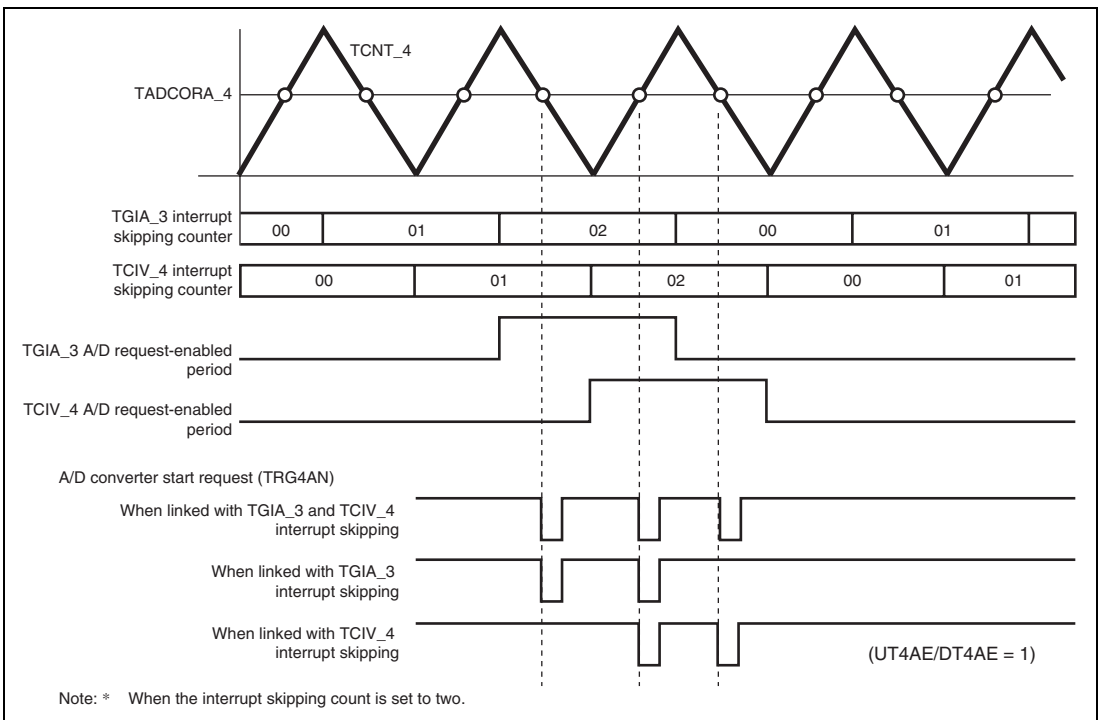 TCNT_4
TADCORA_4
TGIA_3 interrupt
skipping counter
00 01 02 00 01
TCIV_4 interrupt
skipping counter
00 01 02 00 01
TGIA_3 A/D request-enabled
period
TCIV_4 A/D request-enabled
period
A/D converter start request (TRG4AN)
When linked with TGIA_3 and TCIV_4
interrupt skipping
When linked with TGIA_3
interrupt skipping
When linked with TCIV_4
interrupt skipping
(UT4AE/DT4AE = 1)
Note: * When the interrupt skipping count is set to two.